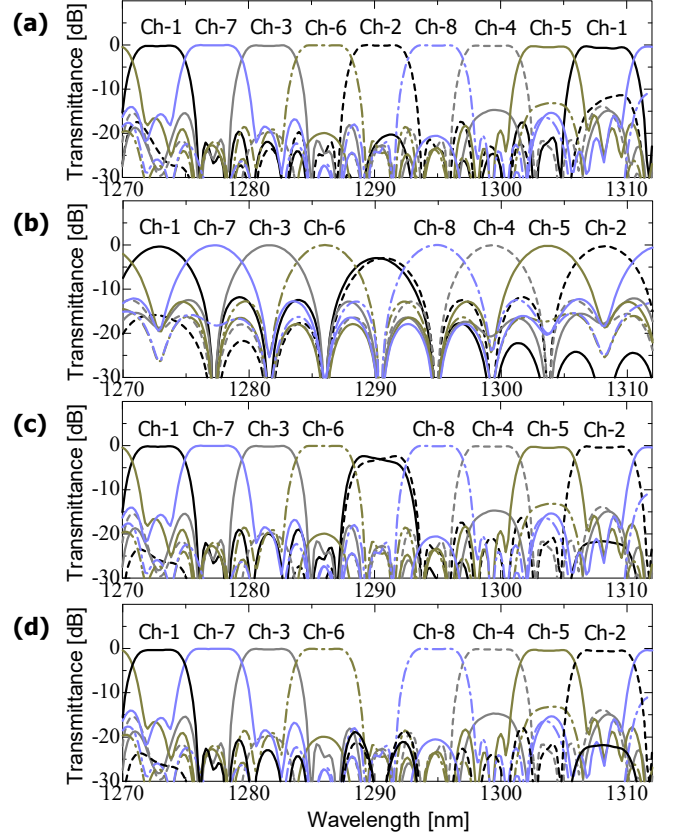 (a)
Transmittance [dB]
0
-10
-20
-30
Ch-1 Ch-7 Ch-3 Ch-6 Ch-2 Ch-8 Ch-4 Ch-5 Ch-1
1270 1280 1290 1300 1310
(b)
Transmittance [dB]
0
-10
-20
-30
Ch-1 Ch-7 Ch-3 Ch-6 Ch-8 Ch-4 Ch-5 Ch-2
1270 1280 1290 1300 1310
(c)
Transmittance [dB]
0
-10
-20
-30
Ch-1 Ch-7 Ch-3 Ch-6 Ch-8 Ch-4 Ch-5 Ch-2
1270 1280 1290 1300 1310
(d)
Transmittance [dB]
0
-10
-20
-30
Ch-1 Ch-7 Ch-3 Ch-6 Ch-8 Ch-4 Ch-5 Ch-2
1270 1280 1290 1300 1310
Wavelength [nm]